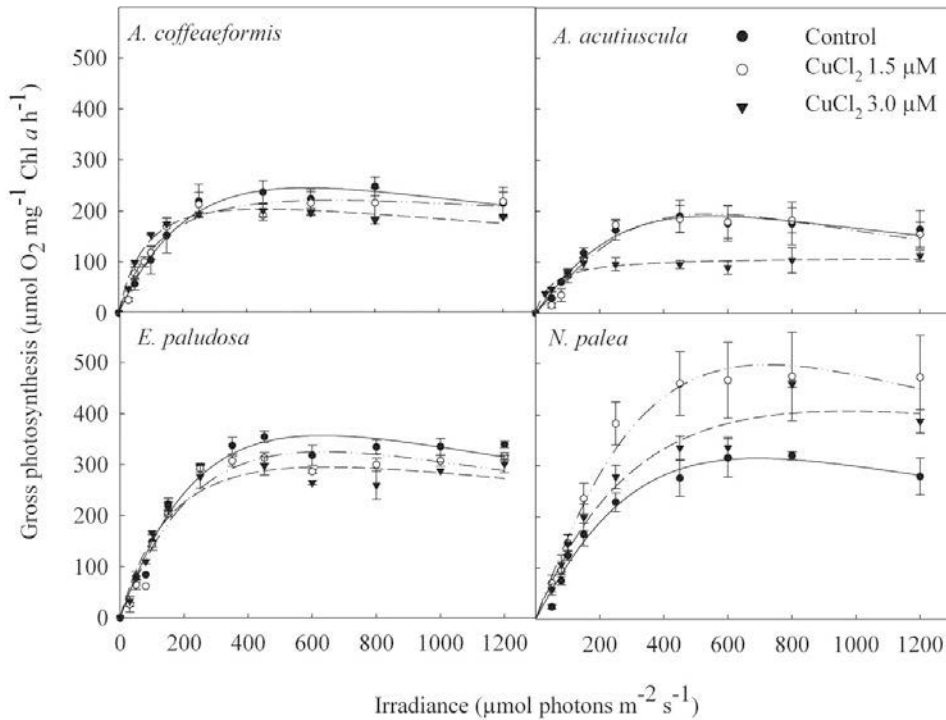 A. coffeaeformis
A. acutiuscula
Control
CuCl2 1.5 µM
CuCl2 3.0 µM
500
400
300
200
100
0
E. paludosa
N. palea
500
400
300
200
100
0
0 200 400 600 800 1000 1200
200 400 600 800 1000 1200
Gross photosynthesis (µmol O2 mg-1 Chl a h-1)
Irradiance (µmol photons m-2 s-1)